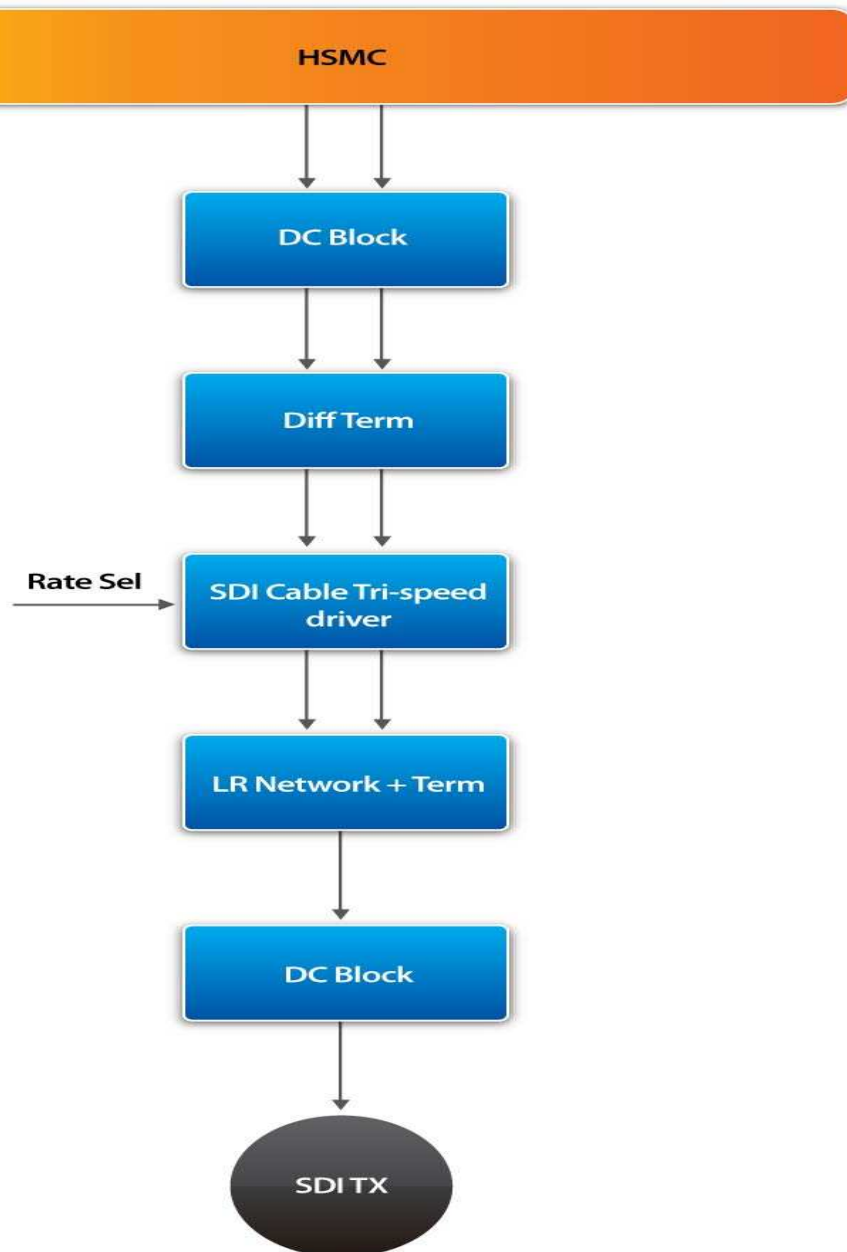 HSMC
DC Block
Diff Term
Rate Sel
SDI Cable Tri-speed
driver
LR Network + Term
DC Block
SDI TX